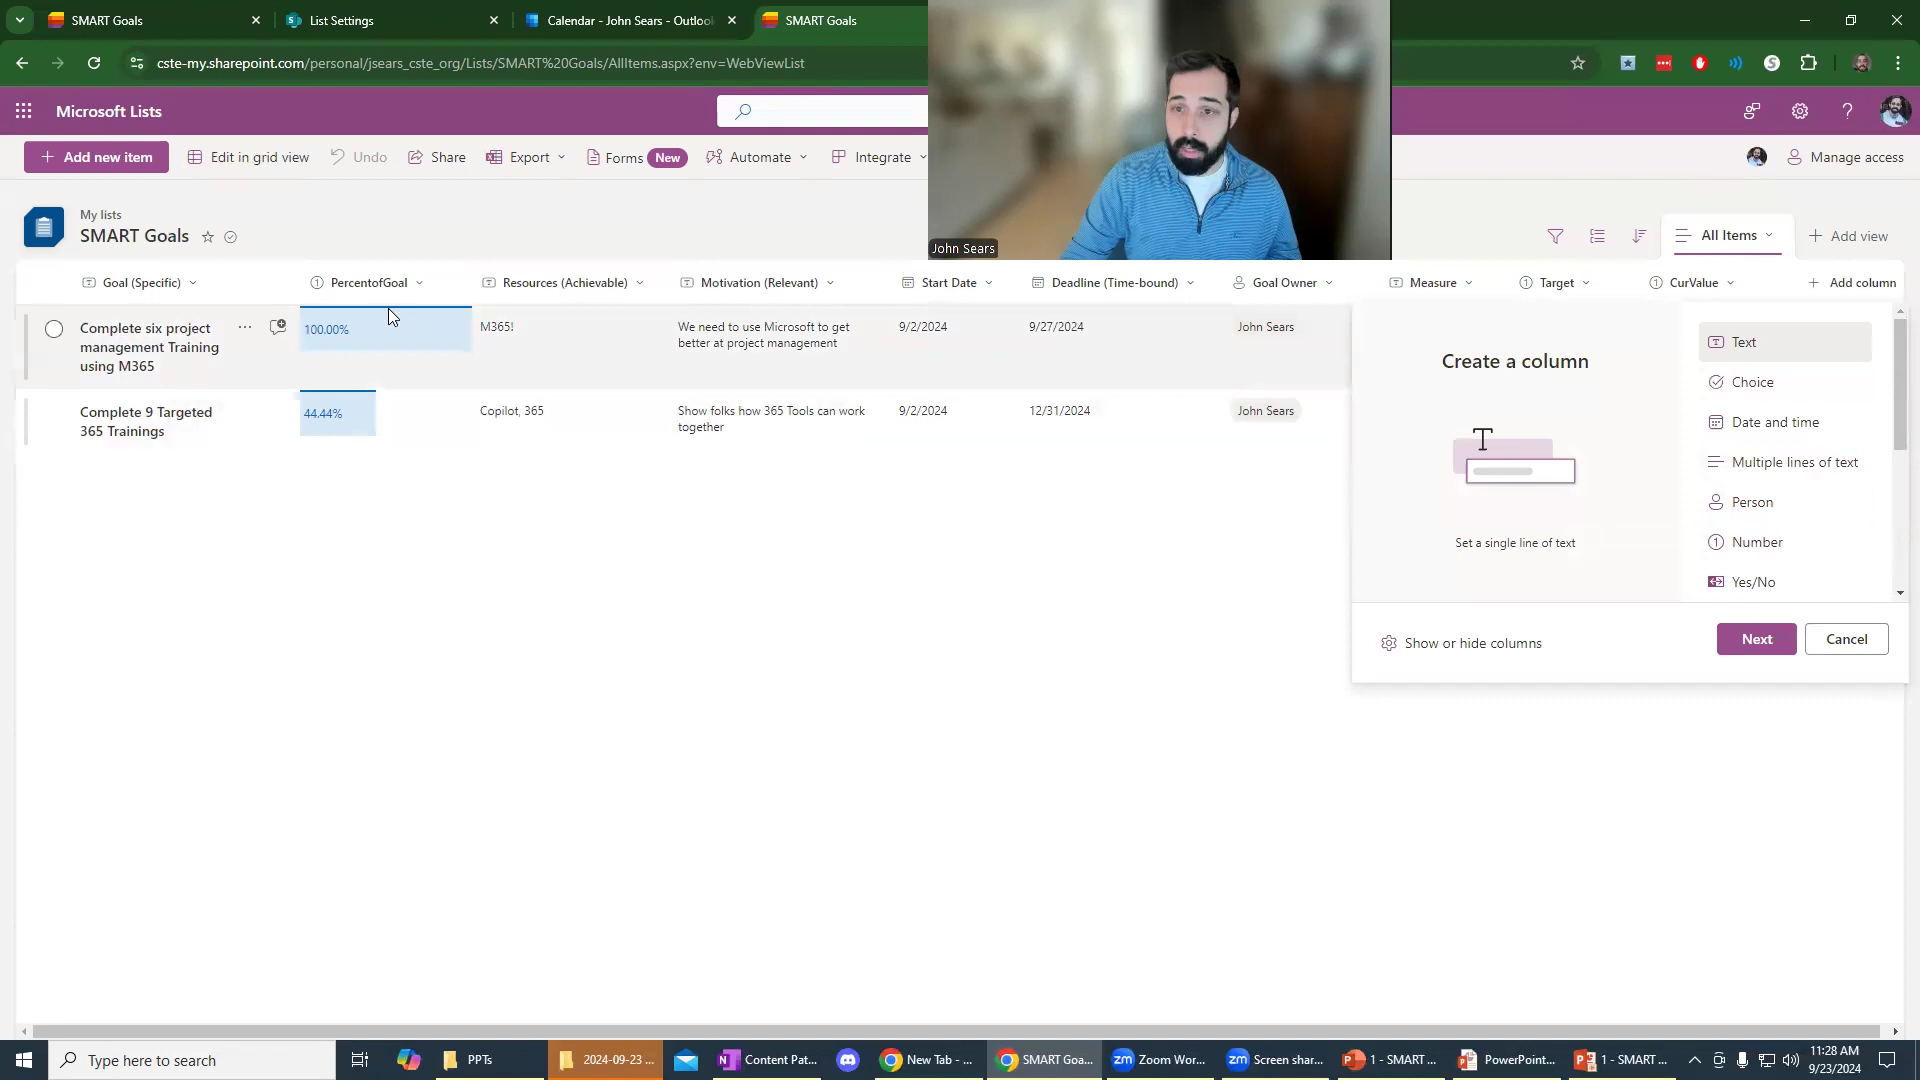 SMART Goals
List Settings
Calendar - John Sears - Outlook
SMART Goals
cste-my.sharepoint.com/personal/jsears_cste_org/Lists/SMART%20Goals/AllItems.aspx?env=WebViewList
Microsoft Lists
Add new item
Edit in grid view
Undo
Share
Export
Forms New
Automate
Integrate
Manage access
My lists
SMART Goals
John Sears
All Items
Add view
Goal (Specific)
PercentofGoal
Resources (Achievable)
Motivation (Relevant)
Start Date
Deadline (Time-bound)
Goal Owner
Measure
Target
CurValue
Add column
Complete six project
management Training
using M365
100.00%
M365!
We need to use Microsoft to get
better at project management
9/2/2024
9/27/2024
John Sears
Complete 9 Targeted
365 Trainings
44.44%
Copilot, 365
Show folks how 365 Tools can work
together
9/2/2024
12/31/2024
John Sears
Create a column
Set a single line of text
Text
Choice
Date and time
Multiple lines of text
Person
Number
Yes/No
Show or hide columns
Next
Cancel
Type here to search
PPTs
2024-09-23 ...
Content Pat...
New Tab - ...
SMART Goa...
Zoom Wor...
Screen shar...
1 - SMART ...
PowerPoint...
1 - SMART ...
11:28 AM
9/23/2024